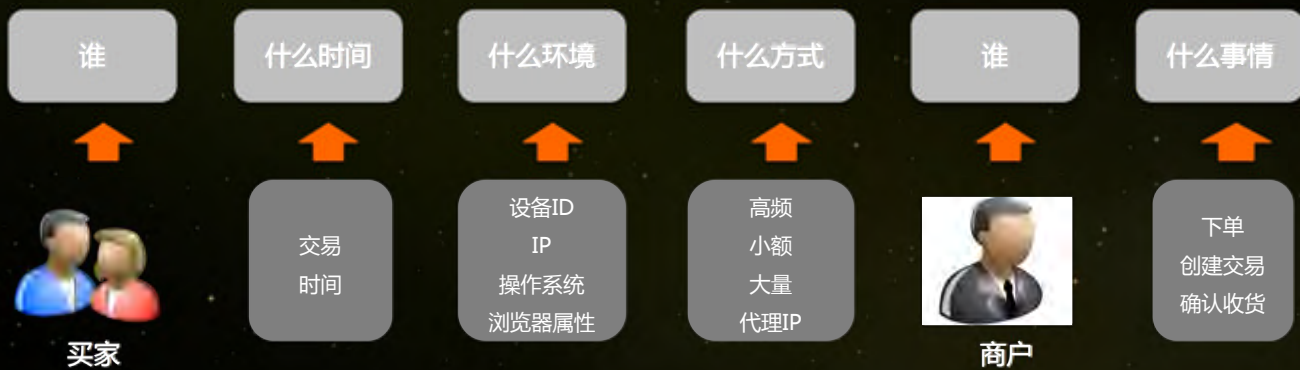 谁
什么时间
什么环境
什么方式
谁
什么事情
买家
交易
时间
设备ID
IP
操作系统
浏览器属性
高频
小额
大量
代理IP
商户
下单
创建交易
确认收货